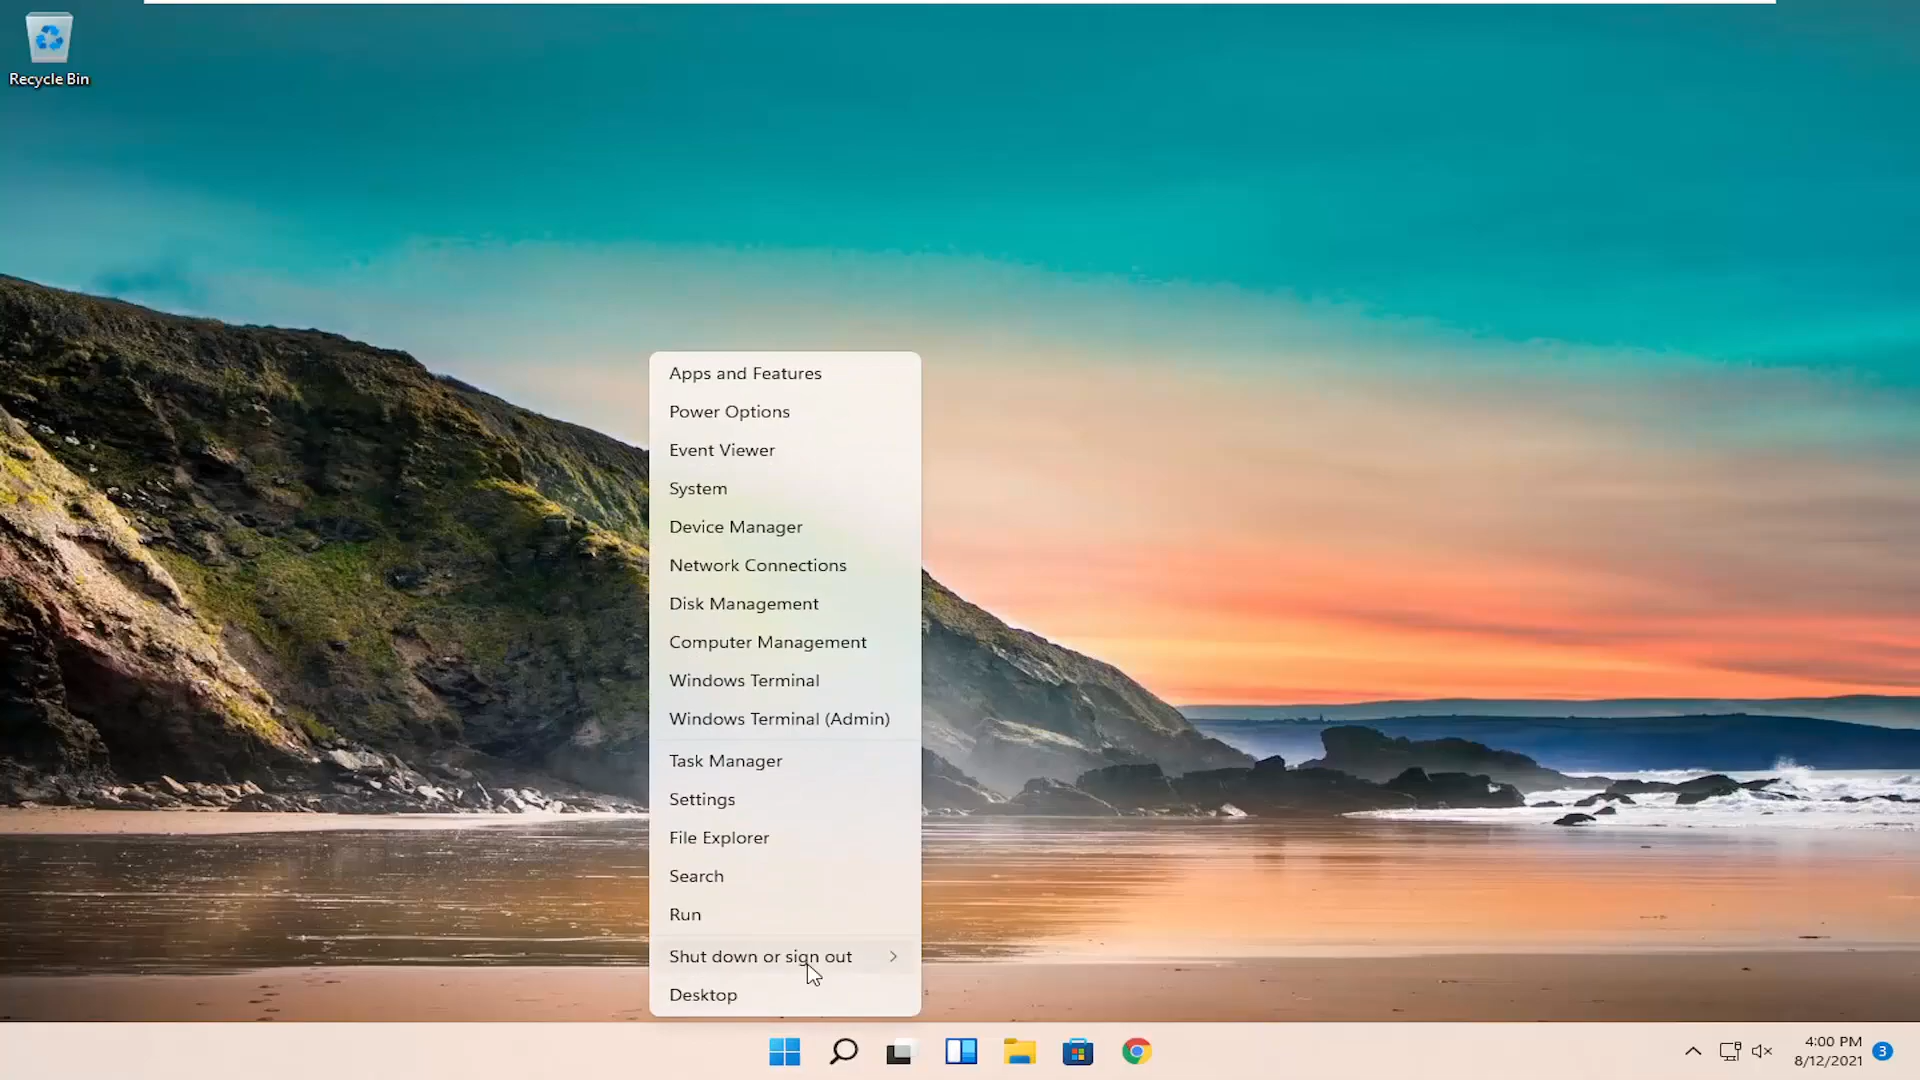 Recycle Bin
Apps and Features
Power Options
Event Viewer
System
Device Manager
Network Connections
Disk Management
Computer Management
Windows Terminal
Windows Terminal (Admin)
Task Manager
Settings
File Explorer
Search
Run
Shut down or sign out
Desktop
4:00 PM
8/12/2021
3